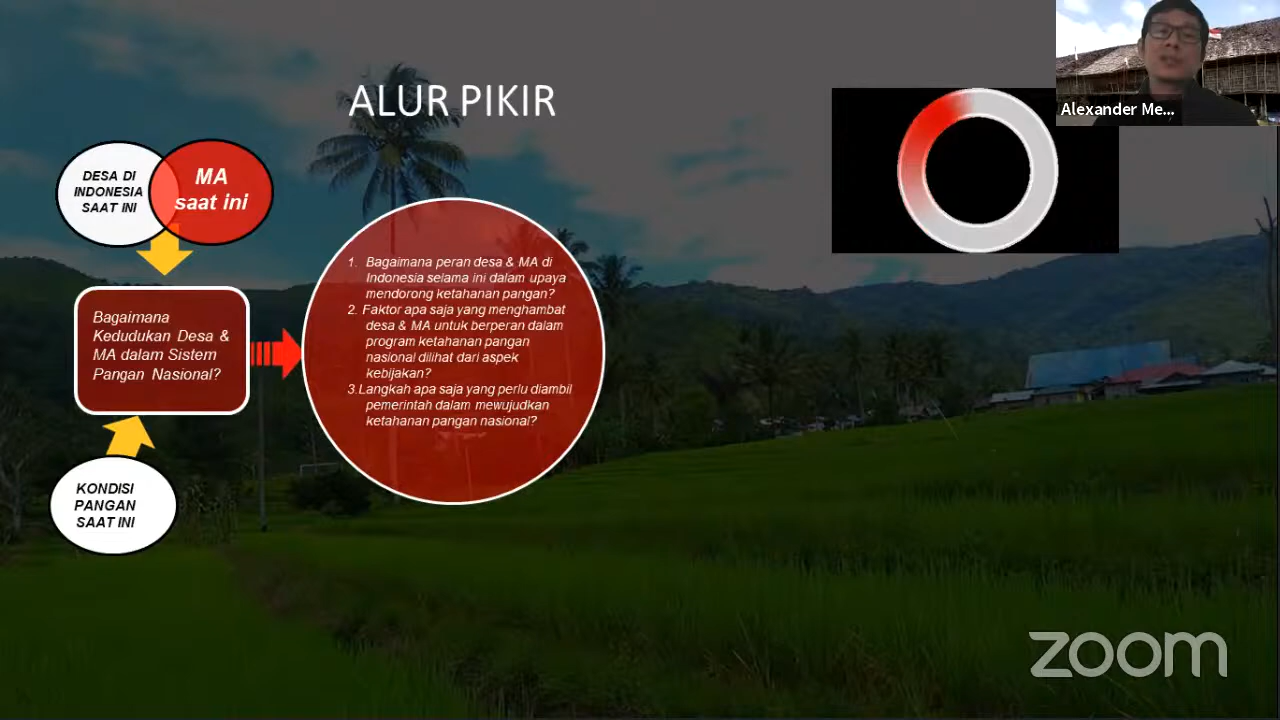 ALUR PIKIR
Alexander Me...
DESA DI
INDONESIA
SAAT INI
MA
saat ini
Bagaimana
Kedudukan Desa &
MA dalam Sistem
Pangan Nasional?
KONDISI
PANGAN
SAAT INI
1. Bagaimana peran desa & MA di
Indonesia selama ini dalam upaya
mendorong ketahanan pangan?
2. Faktor apa saja yang menghambat
desa & MA untuk berperan dalam
program ketahanan pangan
nasional dilihat dari aspek
kebijakan?
3.Langkah apa saja yang perlu diambil
pemerintah dalam mewujudkan
ketahanan pangan nasional?
zoom